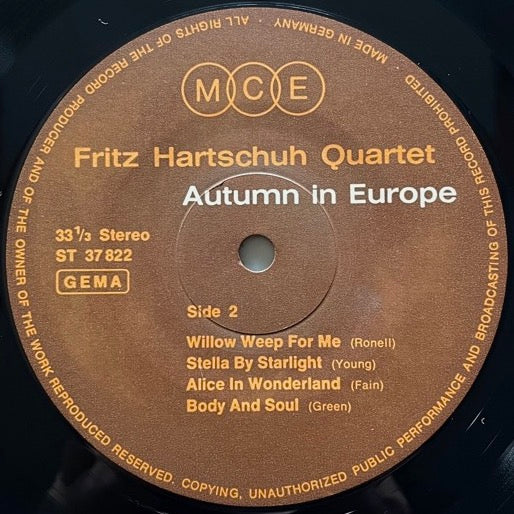 MADE IN GERMANY · ALL RIGHTS OF THE RECORD PRODUCER AND OF THE OWNER OF THE WORK REPRODUCED RESERVED. COPYING, UNAUTHORIZED PUBLIC PERFORMANCE AND BROADCASTING OF THIS RECORD PROHIBITED
MCE
Fritz Hartschuh Quartet
Autumn in Europe
33 1/3 Stereo
ST 37 822
GEMA
Side 2
Willow Weep For Me (Ronell)
Stella By Starlight (Young)
Alice In Wonderland (Fain)
Body And Soul (Green)